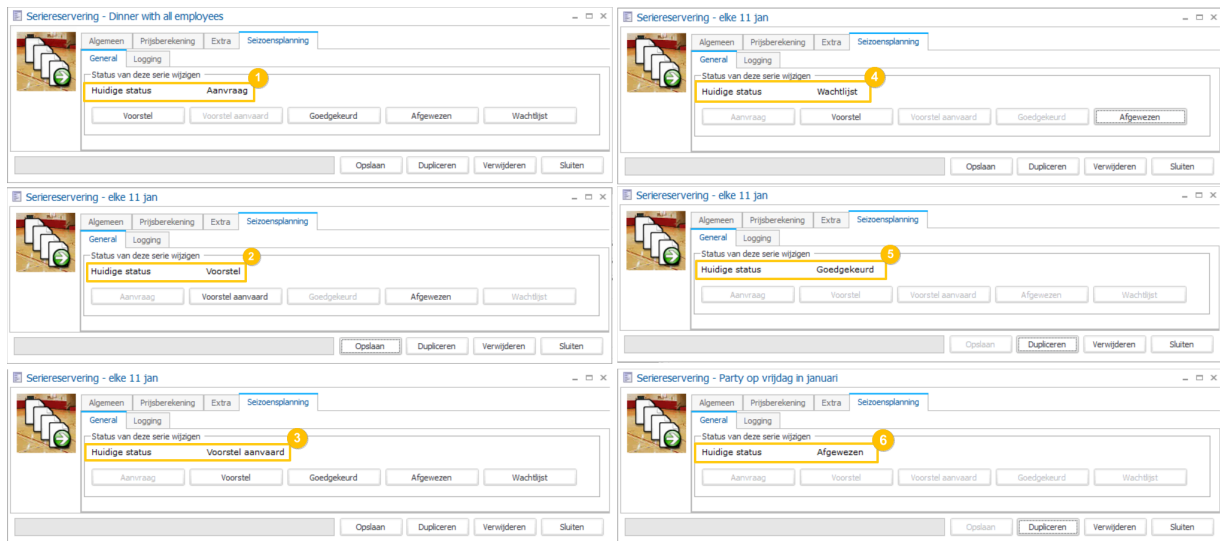 Seriereservering - Dinner with all employees
Algemeen Prijsberekening Extra Seizoensplanning
General Logging
Status van deze serie wijzigen
1
Huidige status Aanvraag
Voorstel Voorstel aanvaard Goedgekeurd Afgewezen Wachtlijst
Opslaan Dupliceren Verwijderen Sluiten
Seriereservering - elke 11 jan
Algemeen Prijsberekening Extra Seizoensplanning
General Logging
Status van deze serie wijzigen
2
Huidige status Voorstel
Aanvraag Voorstel aanvaard Goedgekeurd Afgewezen Wachtlijst
Opslaan Dupliceren Verwijderen Sluiten
Seriereservering - elke 11 jan
Algemeen Prijsberekening Extra Seizoensplanning
General Logging
Status van deze serie wijzigen
3
Huidige status Voorstel aanvaard
Aanvraag Voorstel Goedgekeurd Afgewezen Wachtlijst
Opslaan Dupliceren Verwijderen Sluiten
Seriereservering - elke 11 jan
Algemeen Prijsberekening Extra Seizoensplanning
General Logging
Status van deze serie wijzigen
4
Huidige status Wachtlijst
Aanvraag Voorstel Voorstel aanvaard Goedgekeurd Afgewezen
Opslaan Dupliceren Verwijderen Sluiten
Seriereservering - elke 11 jan
Algemeen Prijsberekening Extra Seizoensplanning
General Logging
Status van deze serie wijzigen
5
Huidige status Goedgekeurd
Aanvraag Voorstel Voorstel aanvaard Afgewezen Wachtlijst
Opslaan Dupliceren Verwijderen Sluiten
Seriereservering - Party op vrijdag in januari
Algemeen Prijsberekening Extra Seizoensplanning
General Logging
Status van deze serie wijzigen
6
Huidige status Afgewezen
Aanvraag Voorstel Voorstel aanvaard Goedgekeurd Wachtlijst
Opslaan Dupliceren Verwijderen Sluiten